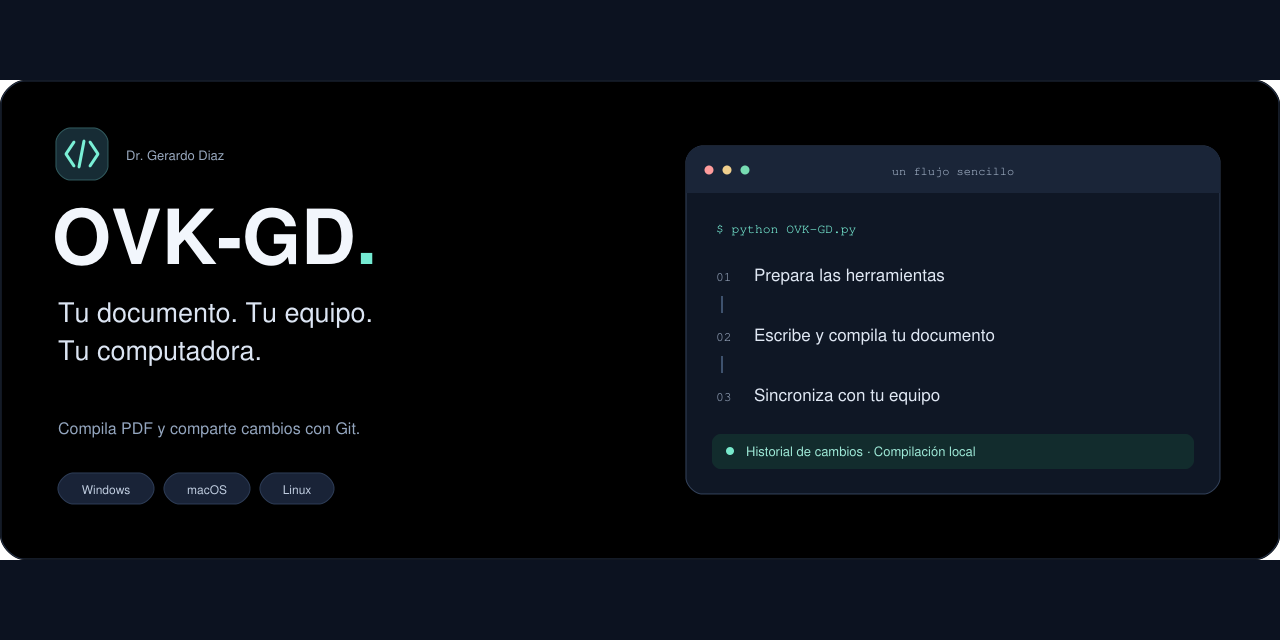 </>
Dr. Gerardo Diaz
OVK-GD.
Tu documento. Tu equipo.
Tu computadora.
Compila PDF y comparte cambios con Git.
Windows
macOS
Linux
un flujo sencillo
$ python OVK-GD.py
01 Prepara las herramientas
02 Escribe y compila tu documento
03 Sincroniza con tu equipo
Historial de cambios · Compilación local